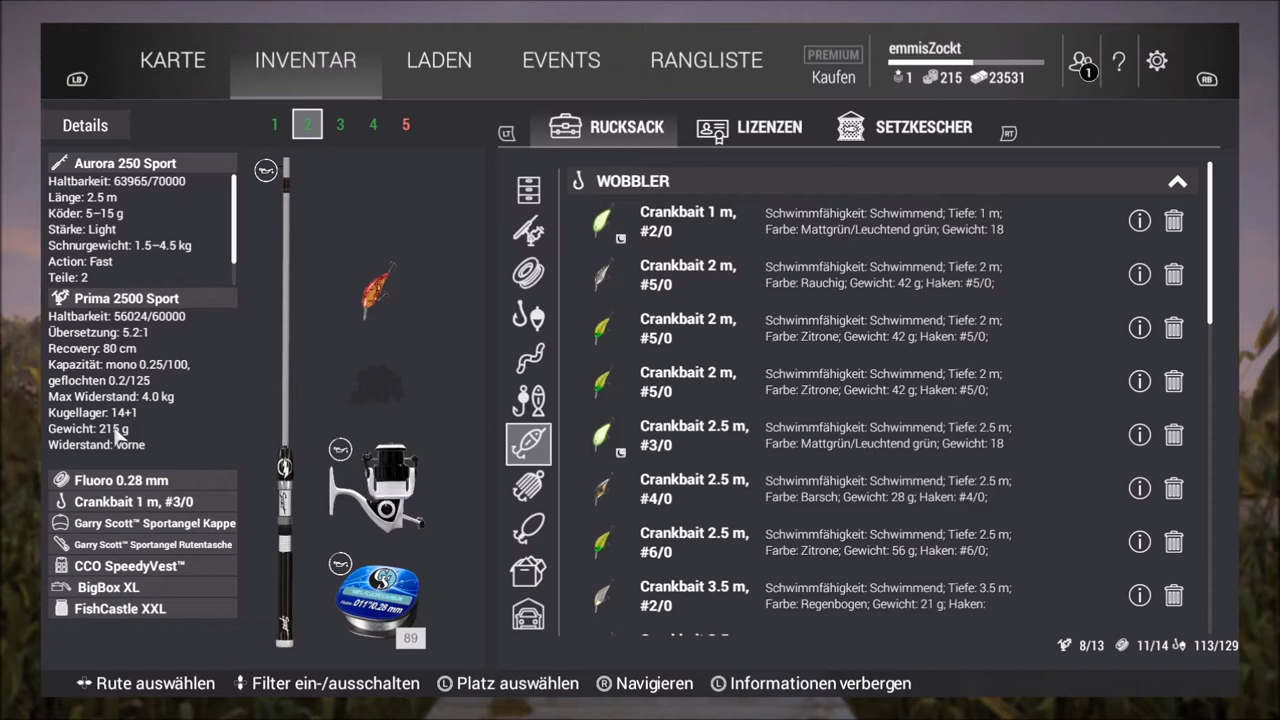 KARTE INVENTAR LADEN EVENTS RANGLISTE PREMIUM Kaufen emmisZockt
LB 1 215 23531 1 ? RB
Details 1 2 3 4 5 LT RUCKSACK LIZENZEN SETZKESCHER RT
Aurora 250 Sport
Haltbarkeit: 63965/70000
Länge: 2.5 m
Köder: 5–15 g
Stärke: Light
Schnurgewicht: 1.5–4.5 kg
Action: Fast
Teile: 2
Prima 2500 Sport
Haltbarkeit: 56024/60000
Übersetzung: 5.2:1
Recovery: 80 cm
Kapazität: mono 0.25/100,
geflochten 0.2/125
Max Widerstand: 4.0 kg
Kugellager: 14+1
Gewicht: 215 g
Widerstand: vorne
Fluoro 0.28 mm
Crankbait 1 m, #3/0
Garry Scott™ Sportangel Kappe
Garry Scott™ Sportangel Rutentasche
CCO SpeedyVest™
BigBox XL
FishCastle XXL
011"/0.28 mm
89
WOBBLER
Crankbait 1 m, #2/0
Schwimmfähigkeit: Schwimmend; Tiefe: 1 m;
Farbe: Mattgrün/Leuchtend grün; Gewicht: 18
Crankbait 2 m, #5/0
Schwimmfähigkeit: Schwimmend; Tiefe: 2 m;
Farbe: Rauchig; Gewicht: 42 g; Haken: #5/0;
Crankbait 2 m, #5/0
Schwimmfähigkeit: Schwimmend; Tiefe: 2 m;
Farbe: Zitrone; Gewicht: 42 g; Haken: #5/0;
Crankbait 2 m, #5/0
Schwimmfähigkeit: Schwimmend; Tiefe: 2 m;
Farbe: Zitrone; Gewicht: 42 g; Haken: #5/0;
Crankbait 2.5 m, #3/0
Schwimmfähigkeit: Schwimmend; Tiefe: 2.5 m;
Farbe: Mattgrün/Leuchtend grün; Gewicht: 18
Crankbait 2.5 m, #4/0
Schwimmfähigkeit: Schwimmend; Tiefe: 2.5 m;
Farbe: Barsch; Gewicht: 28 g; Haken: #4/0;
Crankbait 2.5 m, #6/0
Schwimmfähigkeit: Schwimmend; Tiefe: 2.5 m;
Farbe: Zitrone; Gewicht: 56 g; Haken: #6/0;
Crankbait 3.5 m, #2/0
Schwimmfähigkeit: Schwimmend; Tiefe: 3.5 m;
Farbe: Regenbogen; Gewicht: 21 g; Haken:
8/13 11/14 113/129
Rute auswählen Filter ein-/ausschalten L Platz auswählen R Navigieren L Informationen verbergen